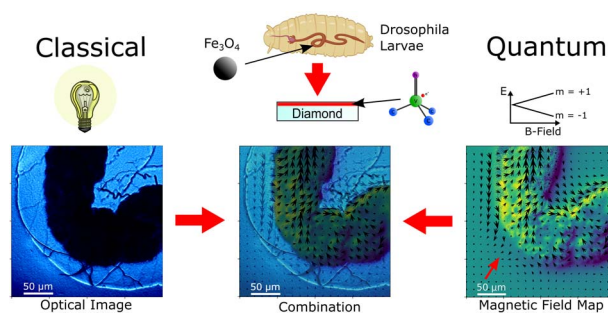 Classical
Fe₃O₄
Drosophila
Larvae
Quantum
Diamond
E
m = +1
m = -1
B-Field
50 µm
50 µm
50 µm
Optical Image
Combination
Magnetic Field Map